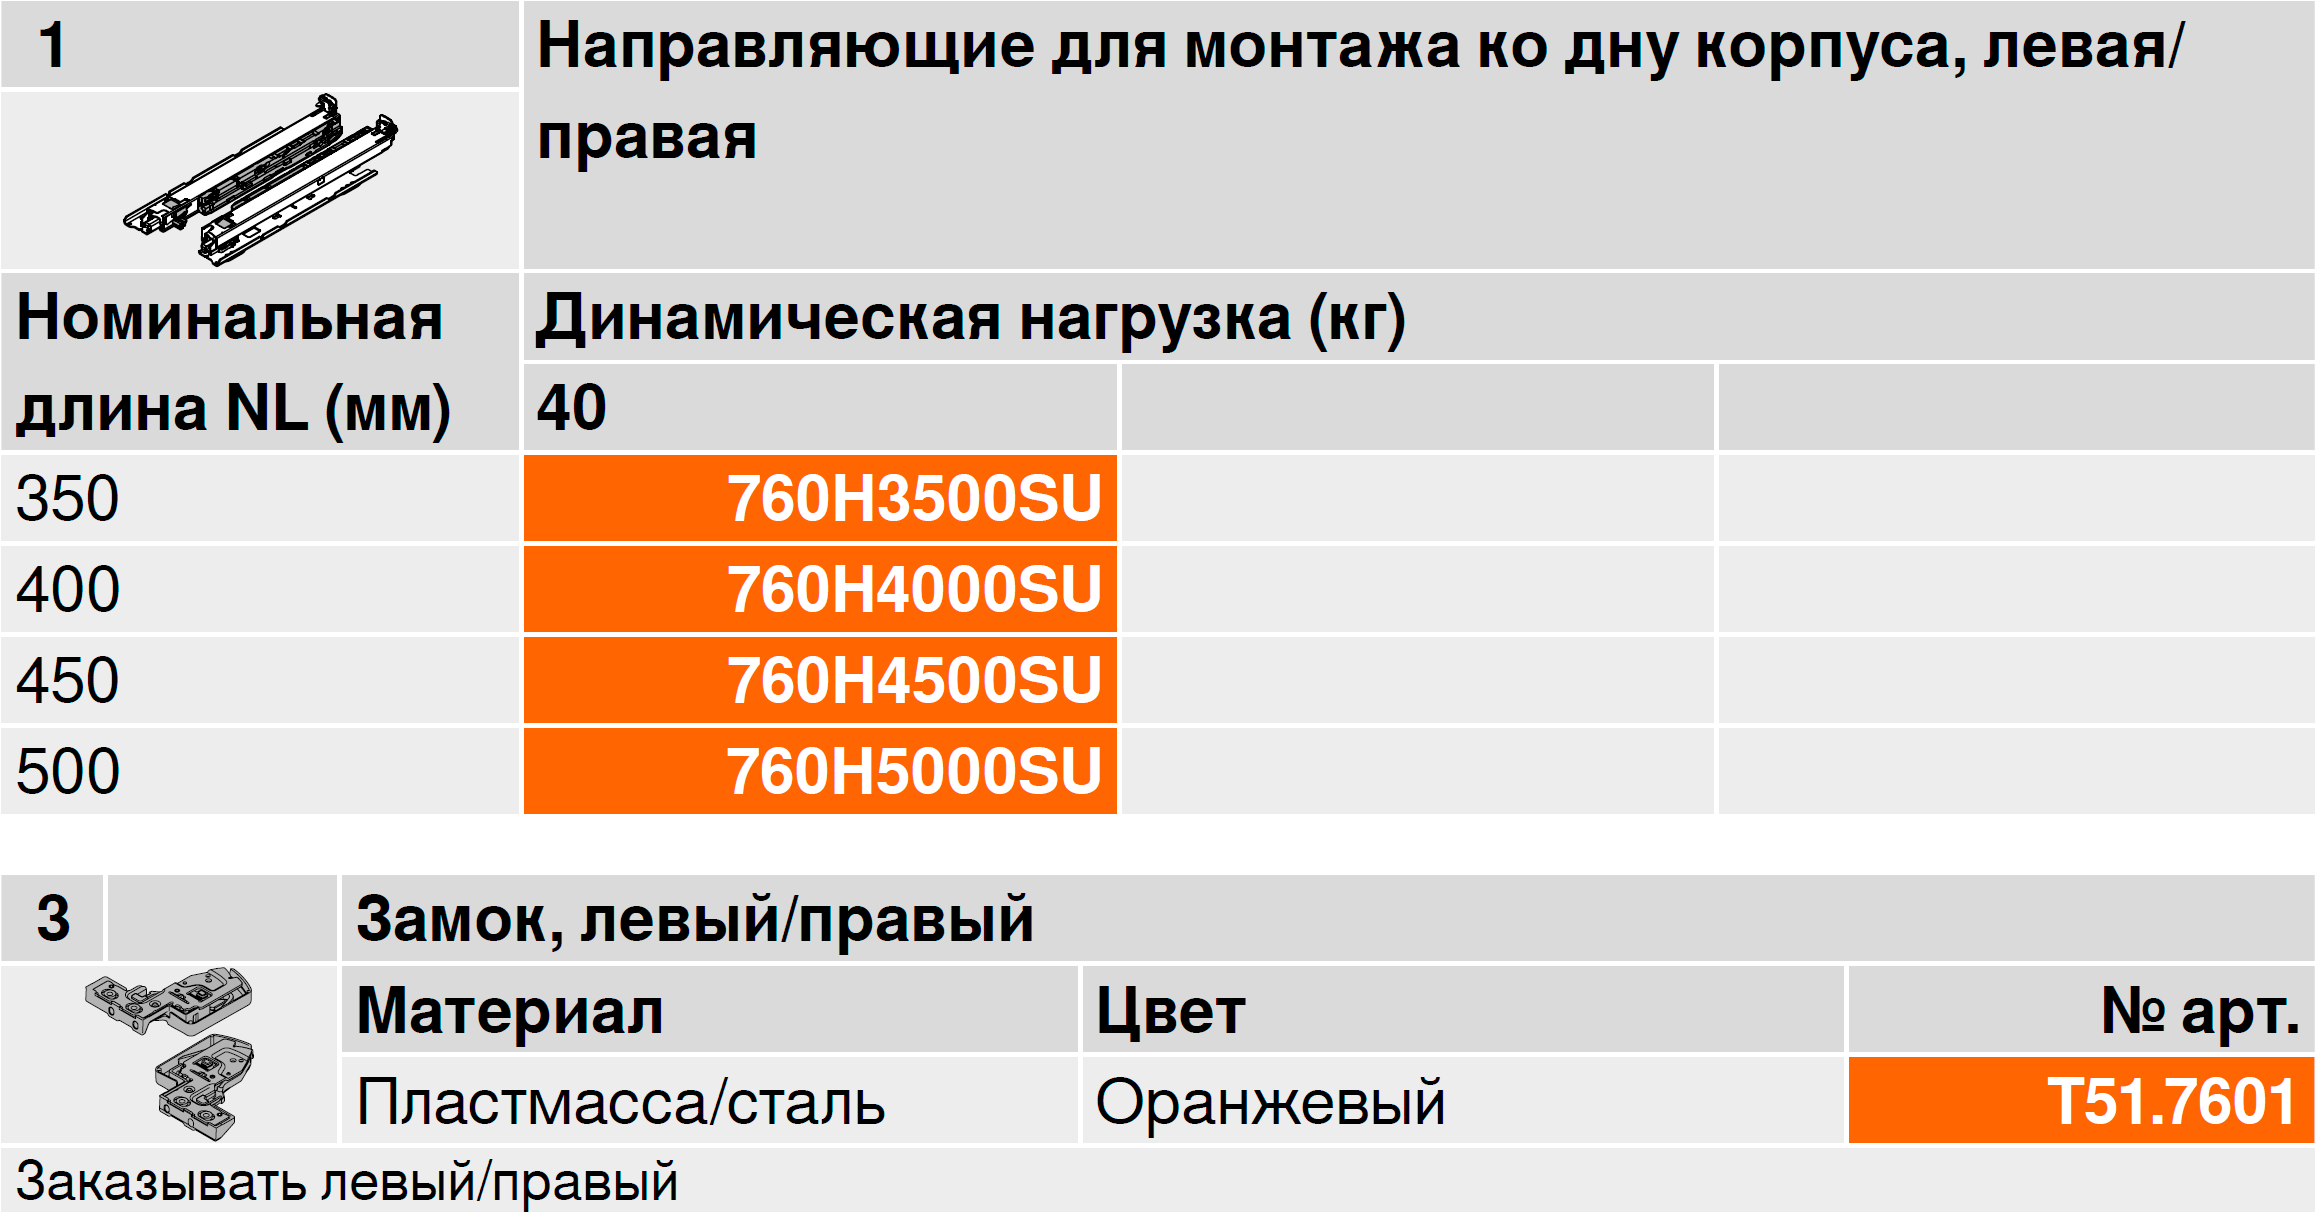 1
Направляющие для монтажа ко дну корпуса, левая/
правая
Номинальная
длина NL (мм)
Динамическая нагрузка (кг)
40
350 760H3500SU
400 760H4000SU
450 760H4500SU
500 760H5000SU
3 Замок, левый/правый
Материал Цвет № арт.
Пластмасса/сталь Оранжевый T51.7601
Заказывать левый/правый